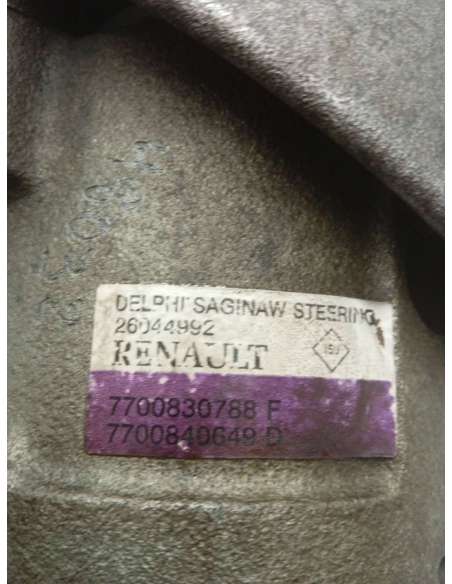 DELPHI SAGINAW STEERING
26044992
RENAULT
7700830788 F
7700840649 D